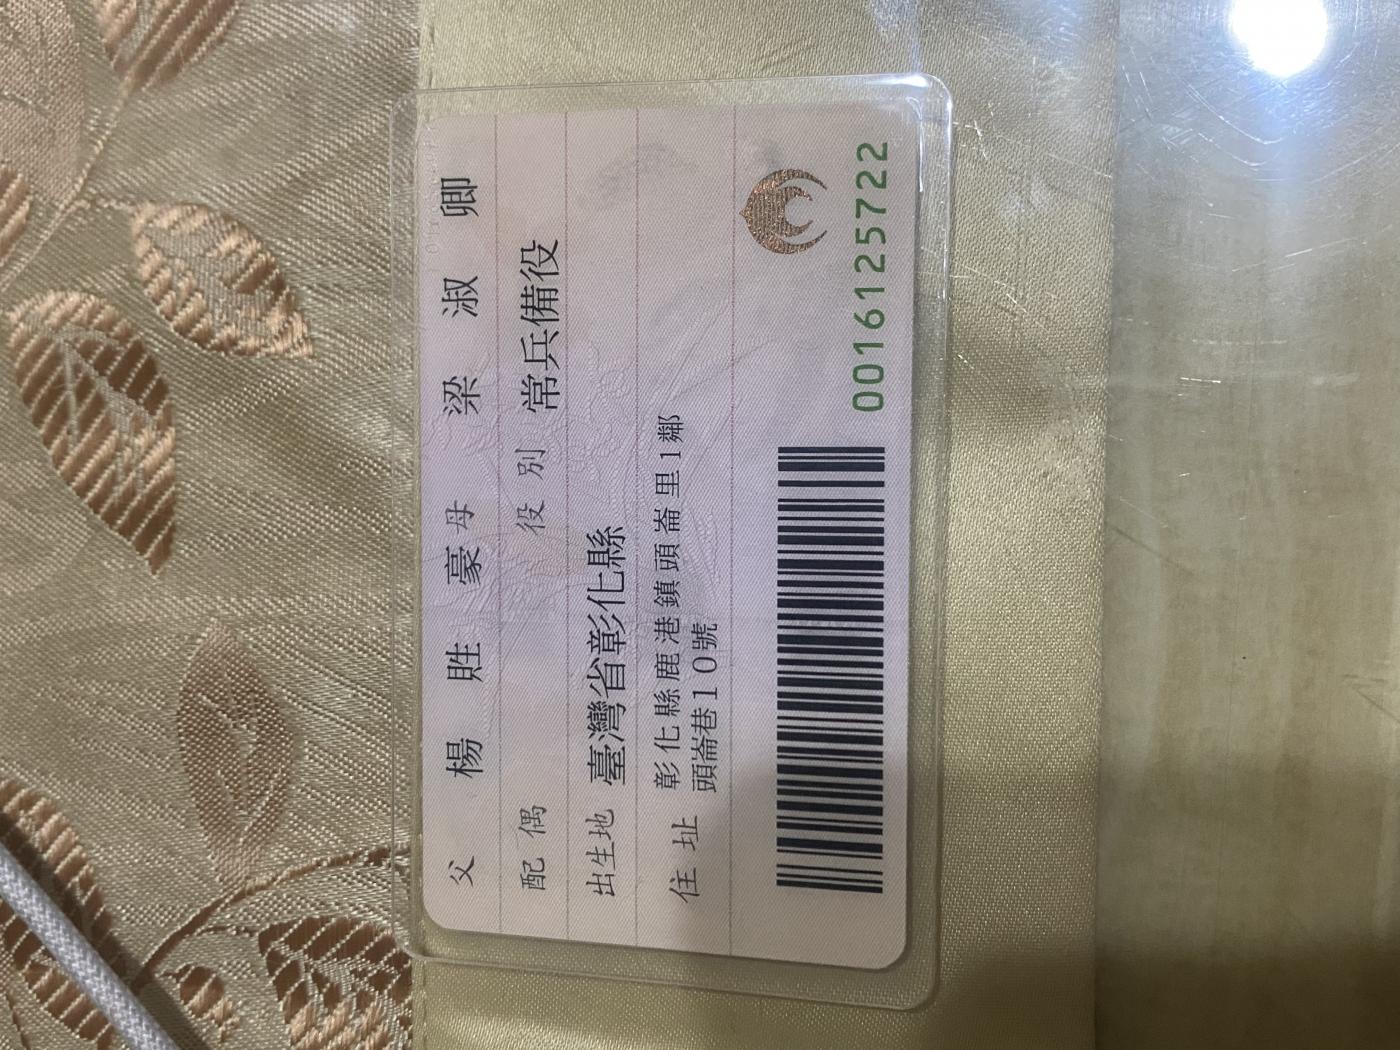 父 楊胜豪 母 梁淑卿
配偶 役別 常兵備役
出生地 臺灣省彰化縣
住址 彰化縣鹿港鎮頭崙里1鄰
頭崙巷10號
0016125722